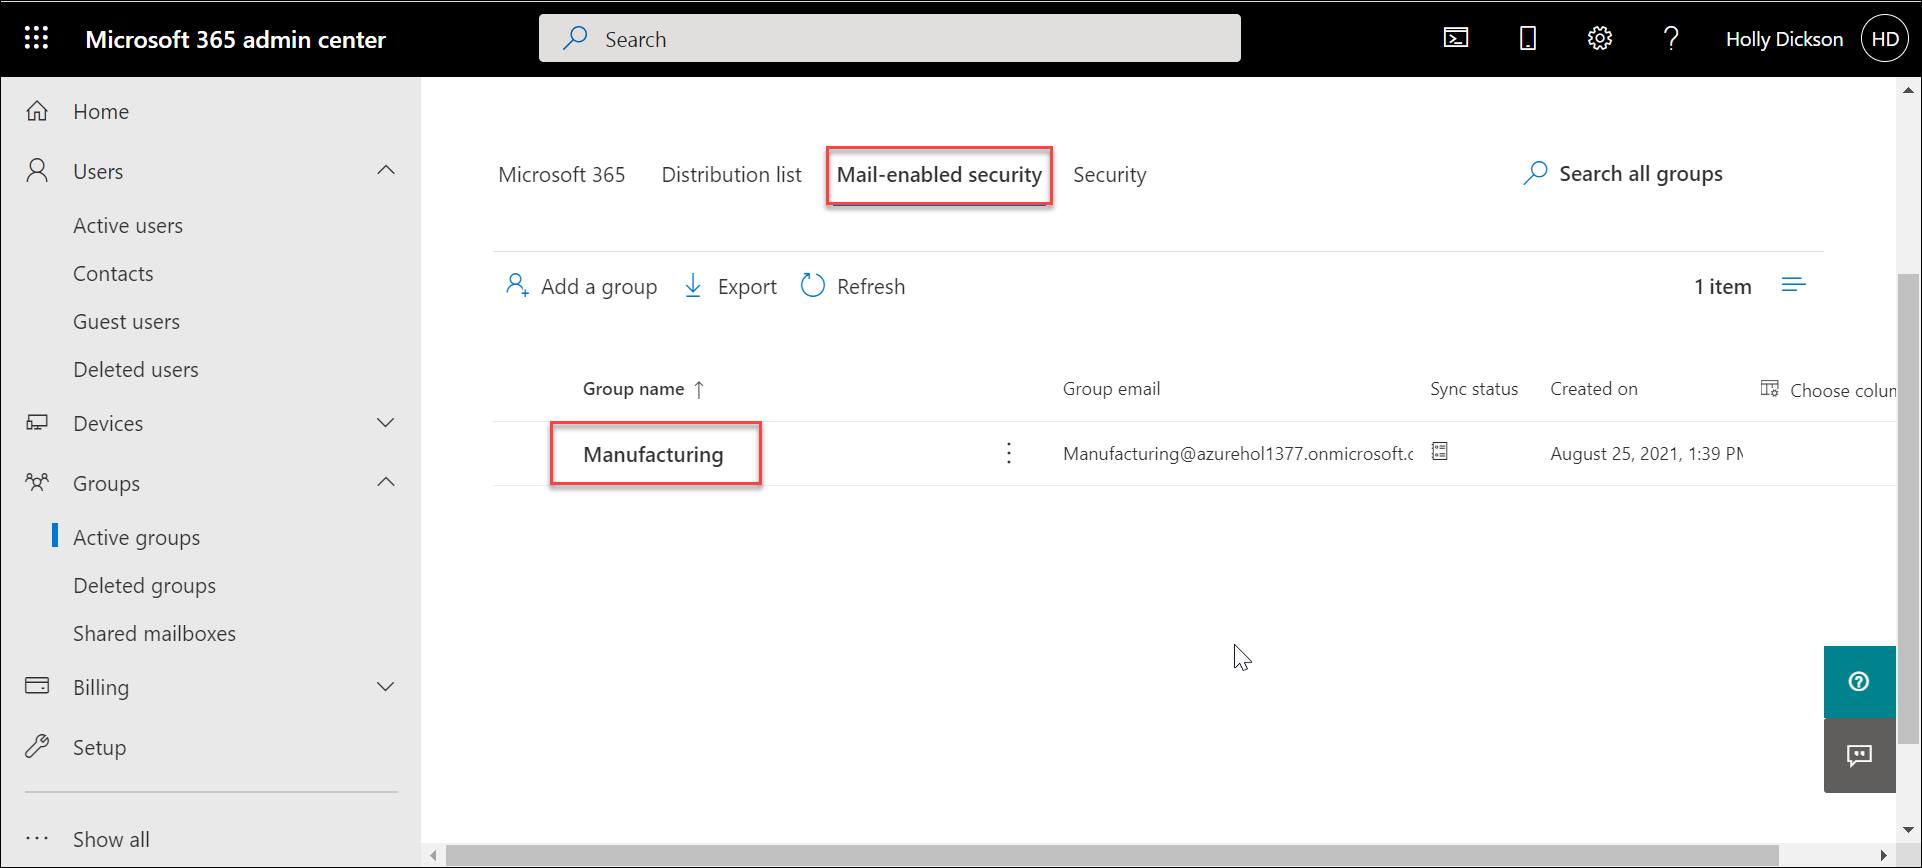 Microsoft 365 admin center
Search
Holly Dickson
HD
Home
Users
Active users
Contacts
Guest users
Deleted users
Devices
Groups
Active groups
Deleted groups
Shared mailboxes
Billing
Setup
Show all
Microsoft 365
Distribution list
Mail-enabled security
Security
Search all groups
Add a group
Export
Refresh
1 item
Group name ↑
Group email
Sync status
Created on
Choose colum
Manufacturing
Manufacturing@azurehol1377.onmicrosoft.c
August 25, 2021, 1:39 PM